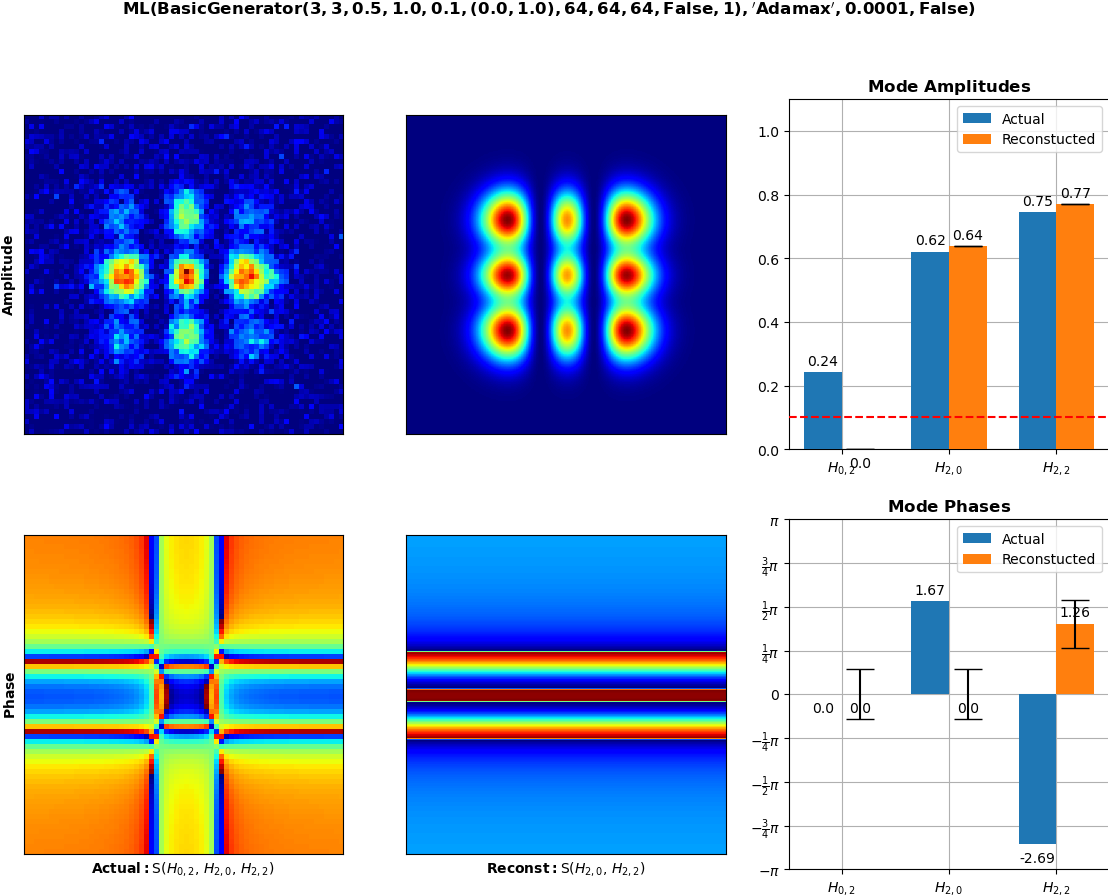 ML(BasicGenerator(3, 3, 0.5, 1.0, 0.1, (0.0, 1.0), 64, 64, 64, False, 1), ′Adamax′, 0.0001, False)
Amplitude
Mode Amplitudes
Actual
Reconstucted
1.0
0.8
0.6
0.4
0.2
0.0
0.24
0.0
0.62
0.64
0.75
0.77
H0, 2
H2, 0
H2, 2
Phase
Actual: S(H0, 2, H2, 0, H2, 2)
Reconst: S(H2, 0, H2, 2)
Mode Phases
Actual
Reconstucted
π
3/4π
1/2π
1/4π
0
−1/4π
−1/2π
−3/4π
−π
0.0
0.0
1.67
0.0
-2.69
1.26
H0, 2
H2, 0
H2, 2